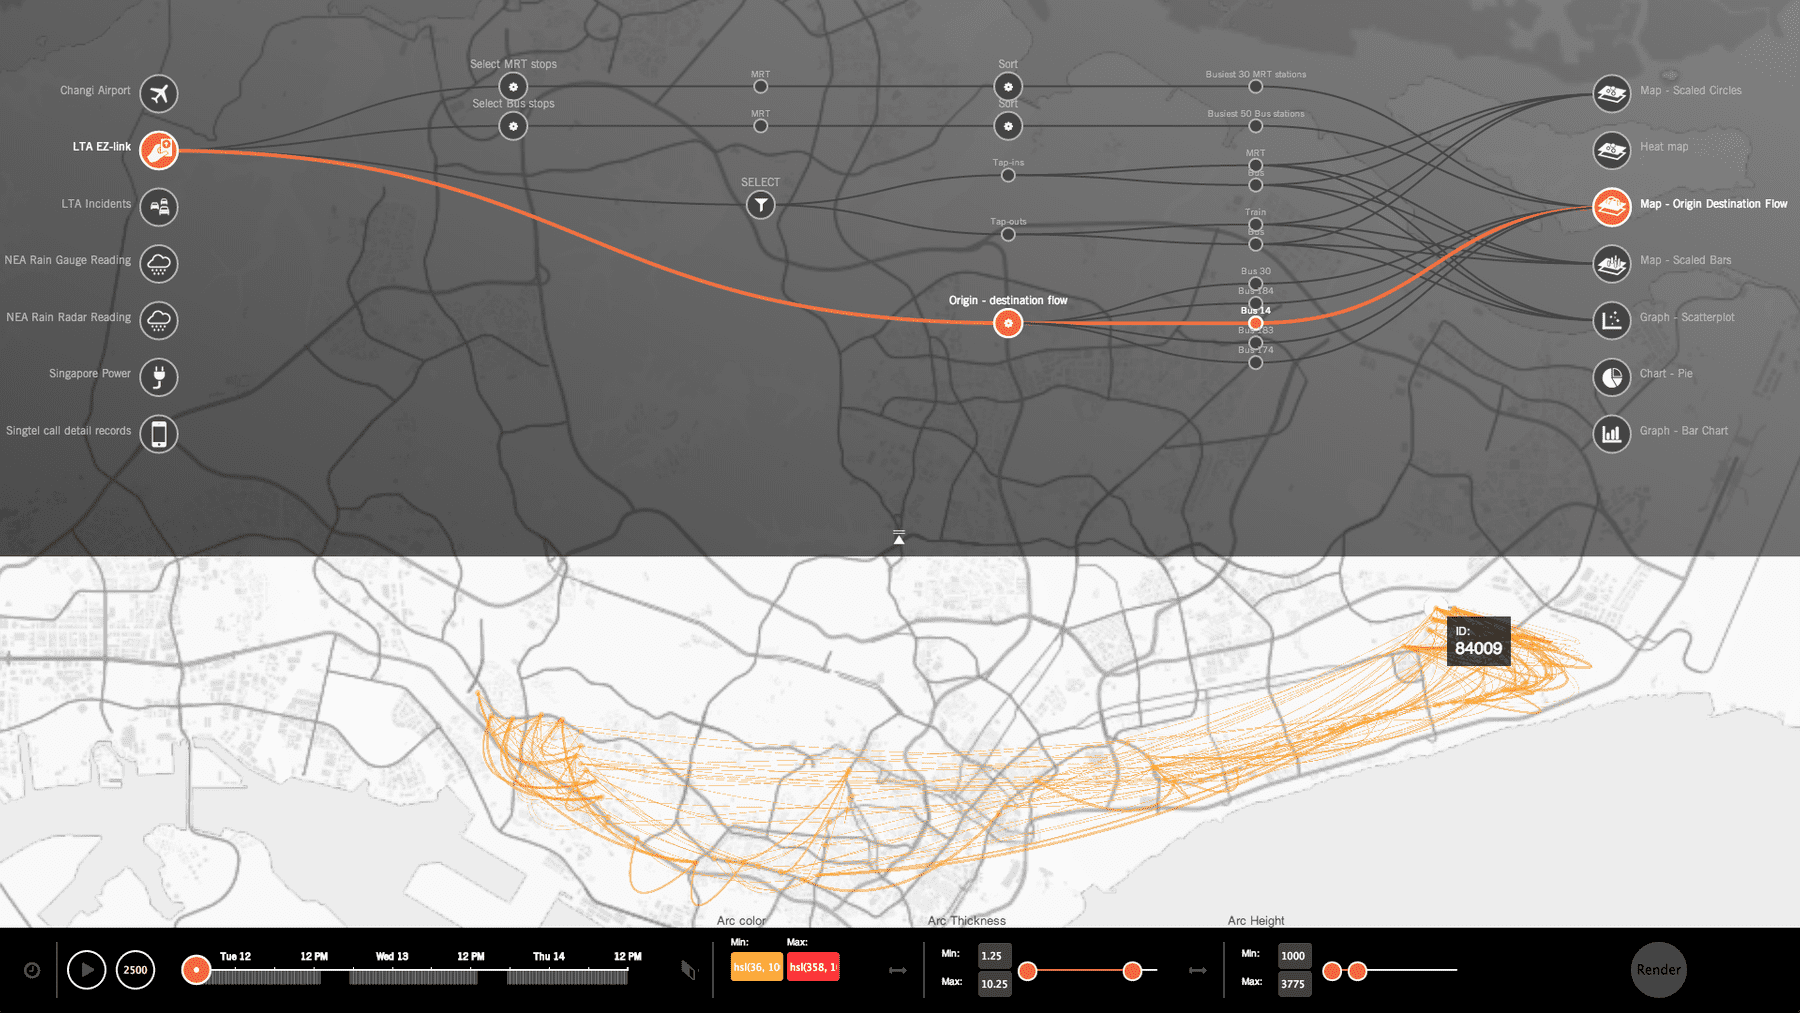 Changi Airport
LTA EZ-link
LTA Incidents
NEA Rain Gauge Reading
NEA Rain Radar Reading
Singapore Power
Singtel call detail records
Select MRT stops
Select Bus stops
MRT
MRT
SELECT
Sort
Sort
Tap-ins
Tap-outs
Origin - destination flow
Busiest 30 MRT stations
Busiest 50 Bus stations
MRT
Bus
Train
Bus
Bus 30
Bus 184
Bus 14
Bus 183
Bus 174
Map - Scaled Circles
Heat map
Map - Origin Destination Flow
Map - Scaled Bars
Graph - Scatterplot
Chart - Pie
Graph - Bar Chart
ID:
84009
2500
Tue 12
12 PM
Wed 13
12 PM
Thu 14
12 PM
Arc color
Min:
Max:
hsl(36, 10
hsl(358, 1
Arc Thickness
Min:
1.25
Max:
10.25
Arc Height
Min:
1000
Max:
3775
Render